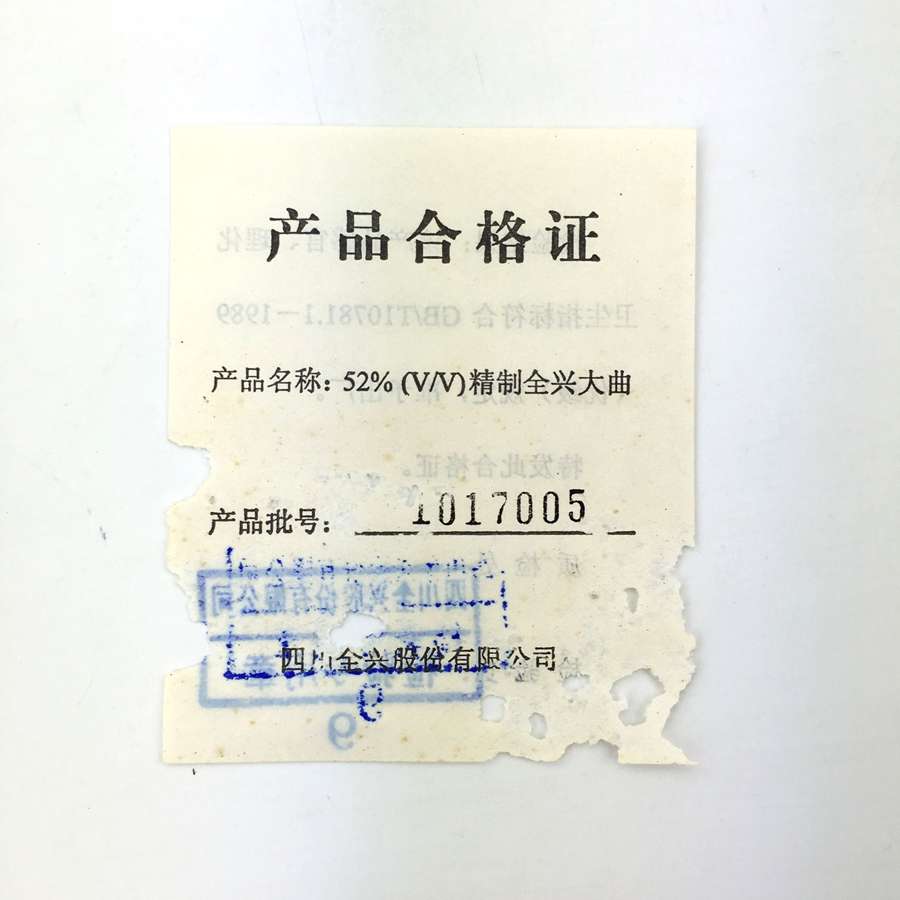 产品合格证
产品名称：52% (V/V)精制全兴大曲
产品批号： 1017005
四川全兴股份有限公司
9